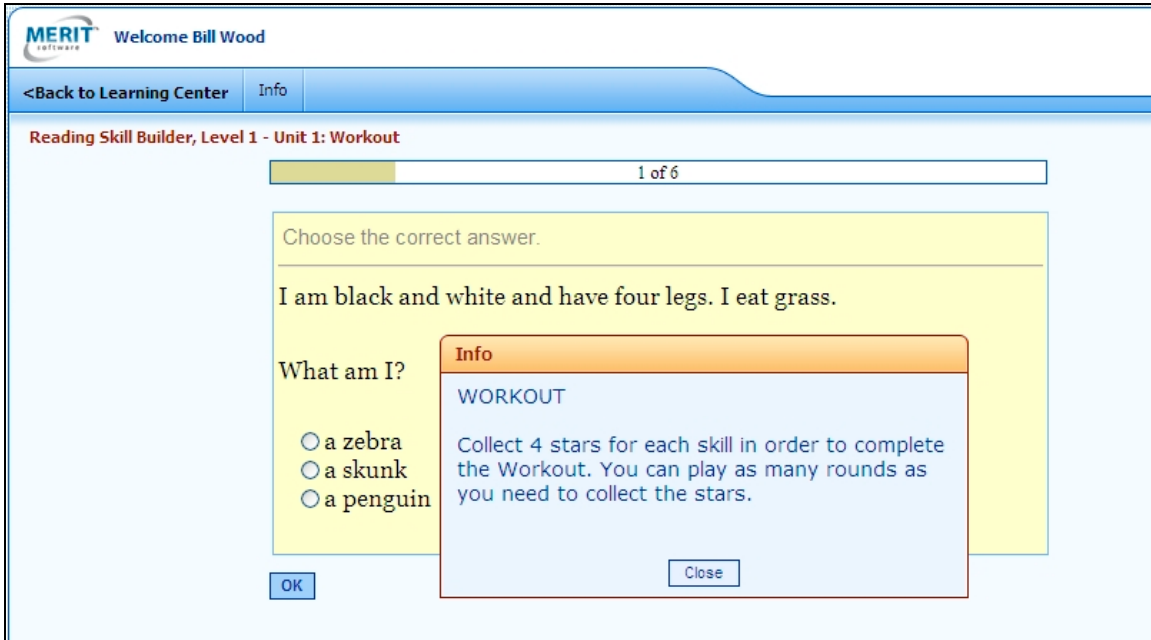 MERIT
software
Welcome Bill Wood
<Back to Learning Center
Info
Reading Skill Builder, Level 1 - Unit 1: Workout
1 of 6
Choose the correct answer.
I am black and white and have four legs. I eat grass.
What am I?
a zebra
a skunk
a penguin
OK
Info
WORKOUT
Collect 4 stars for each skill in order to complete
the Workout. You can play as many rounds as
you need to collect the stars.
Close